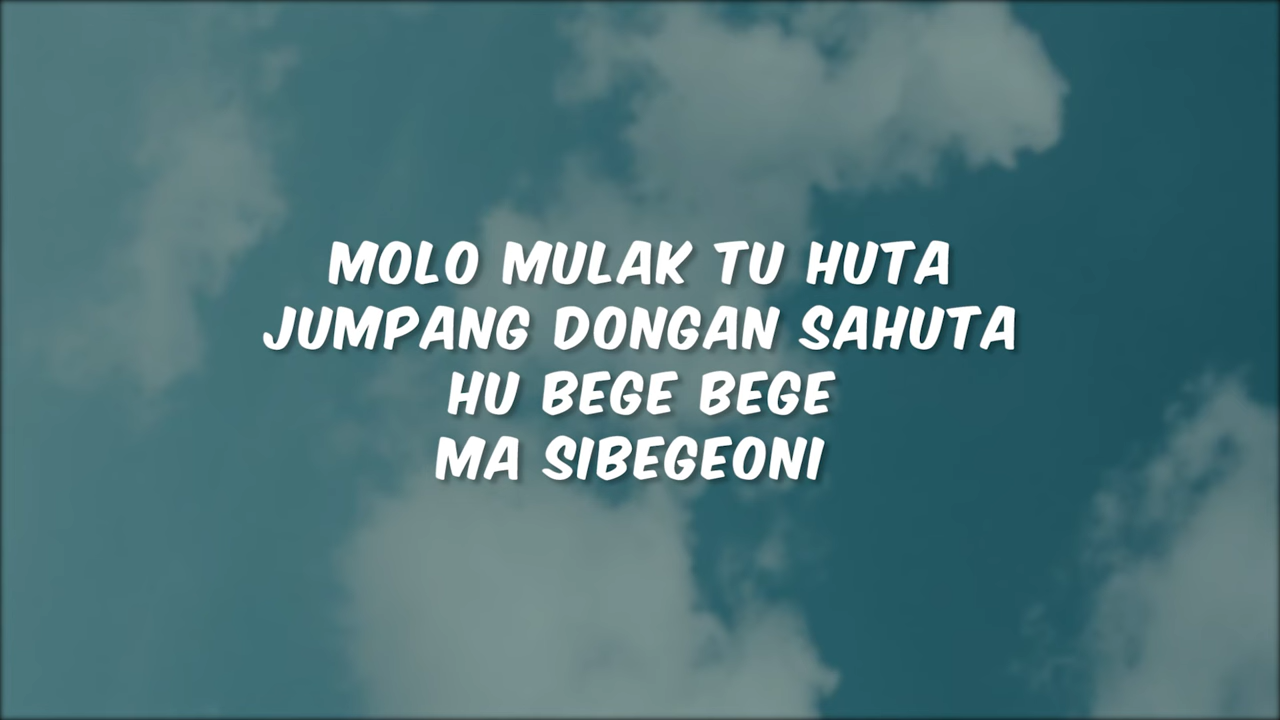 MOLO MULAK TU HUTA
JUMPANG DONGAN SAHUTA
HU BEGE BEGE
MA SIBEGEONI